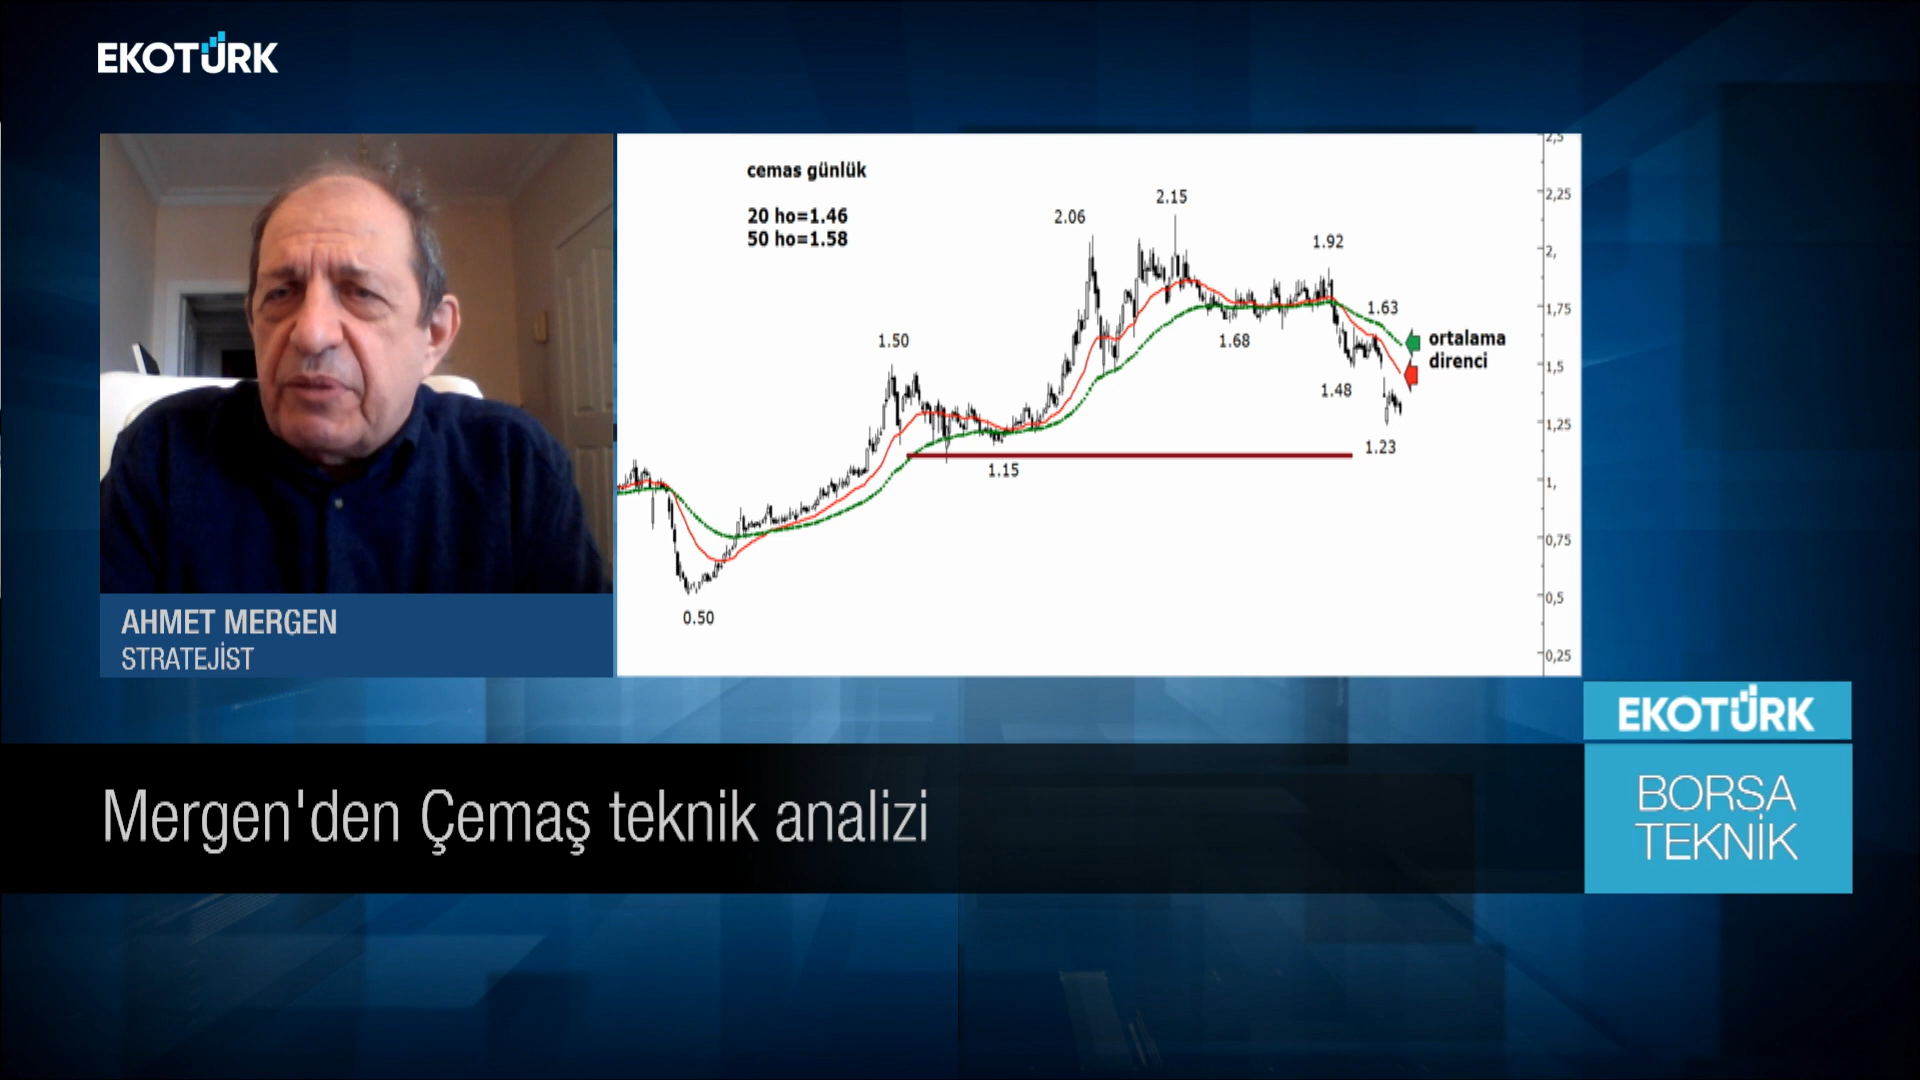 EKOTÜRK
cemas günlük
20 ho=1.46
50 ho=1.58
2.06
2.15
1.92
1.50
1.63
1.68
1.48
1.23
1.15
0.50
ortalama
direnci
2,5
2,25
2,
1,75
1,5
1,25
1,
0,75
0,5
0,25
AHMET MERGEN
STRATEJİST
EKOTÜRK
Mergen'den Çemaş teknik analizi
BORSA
TEKNİK